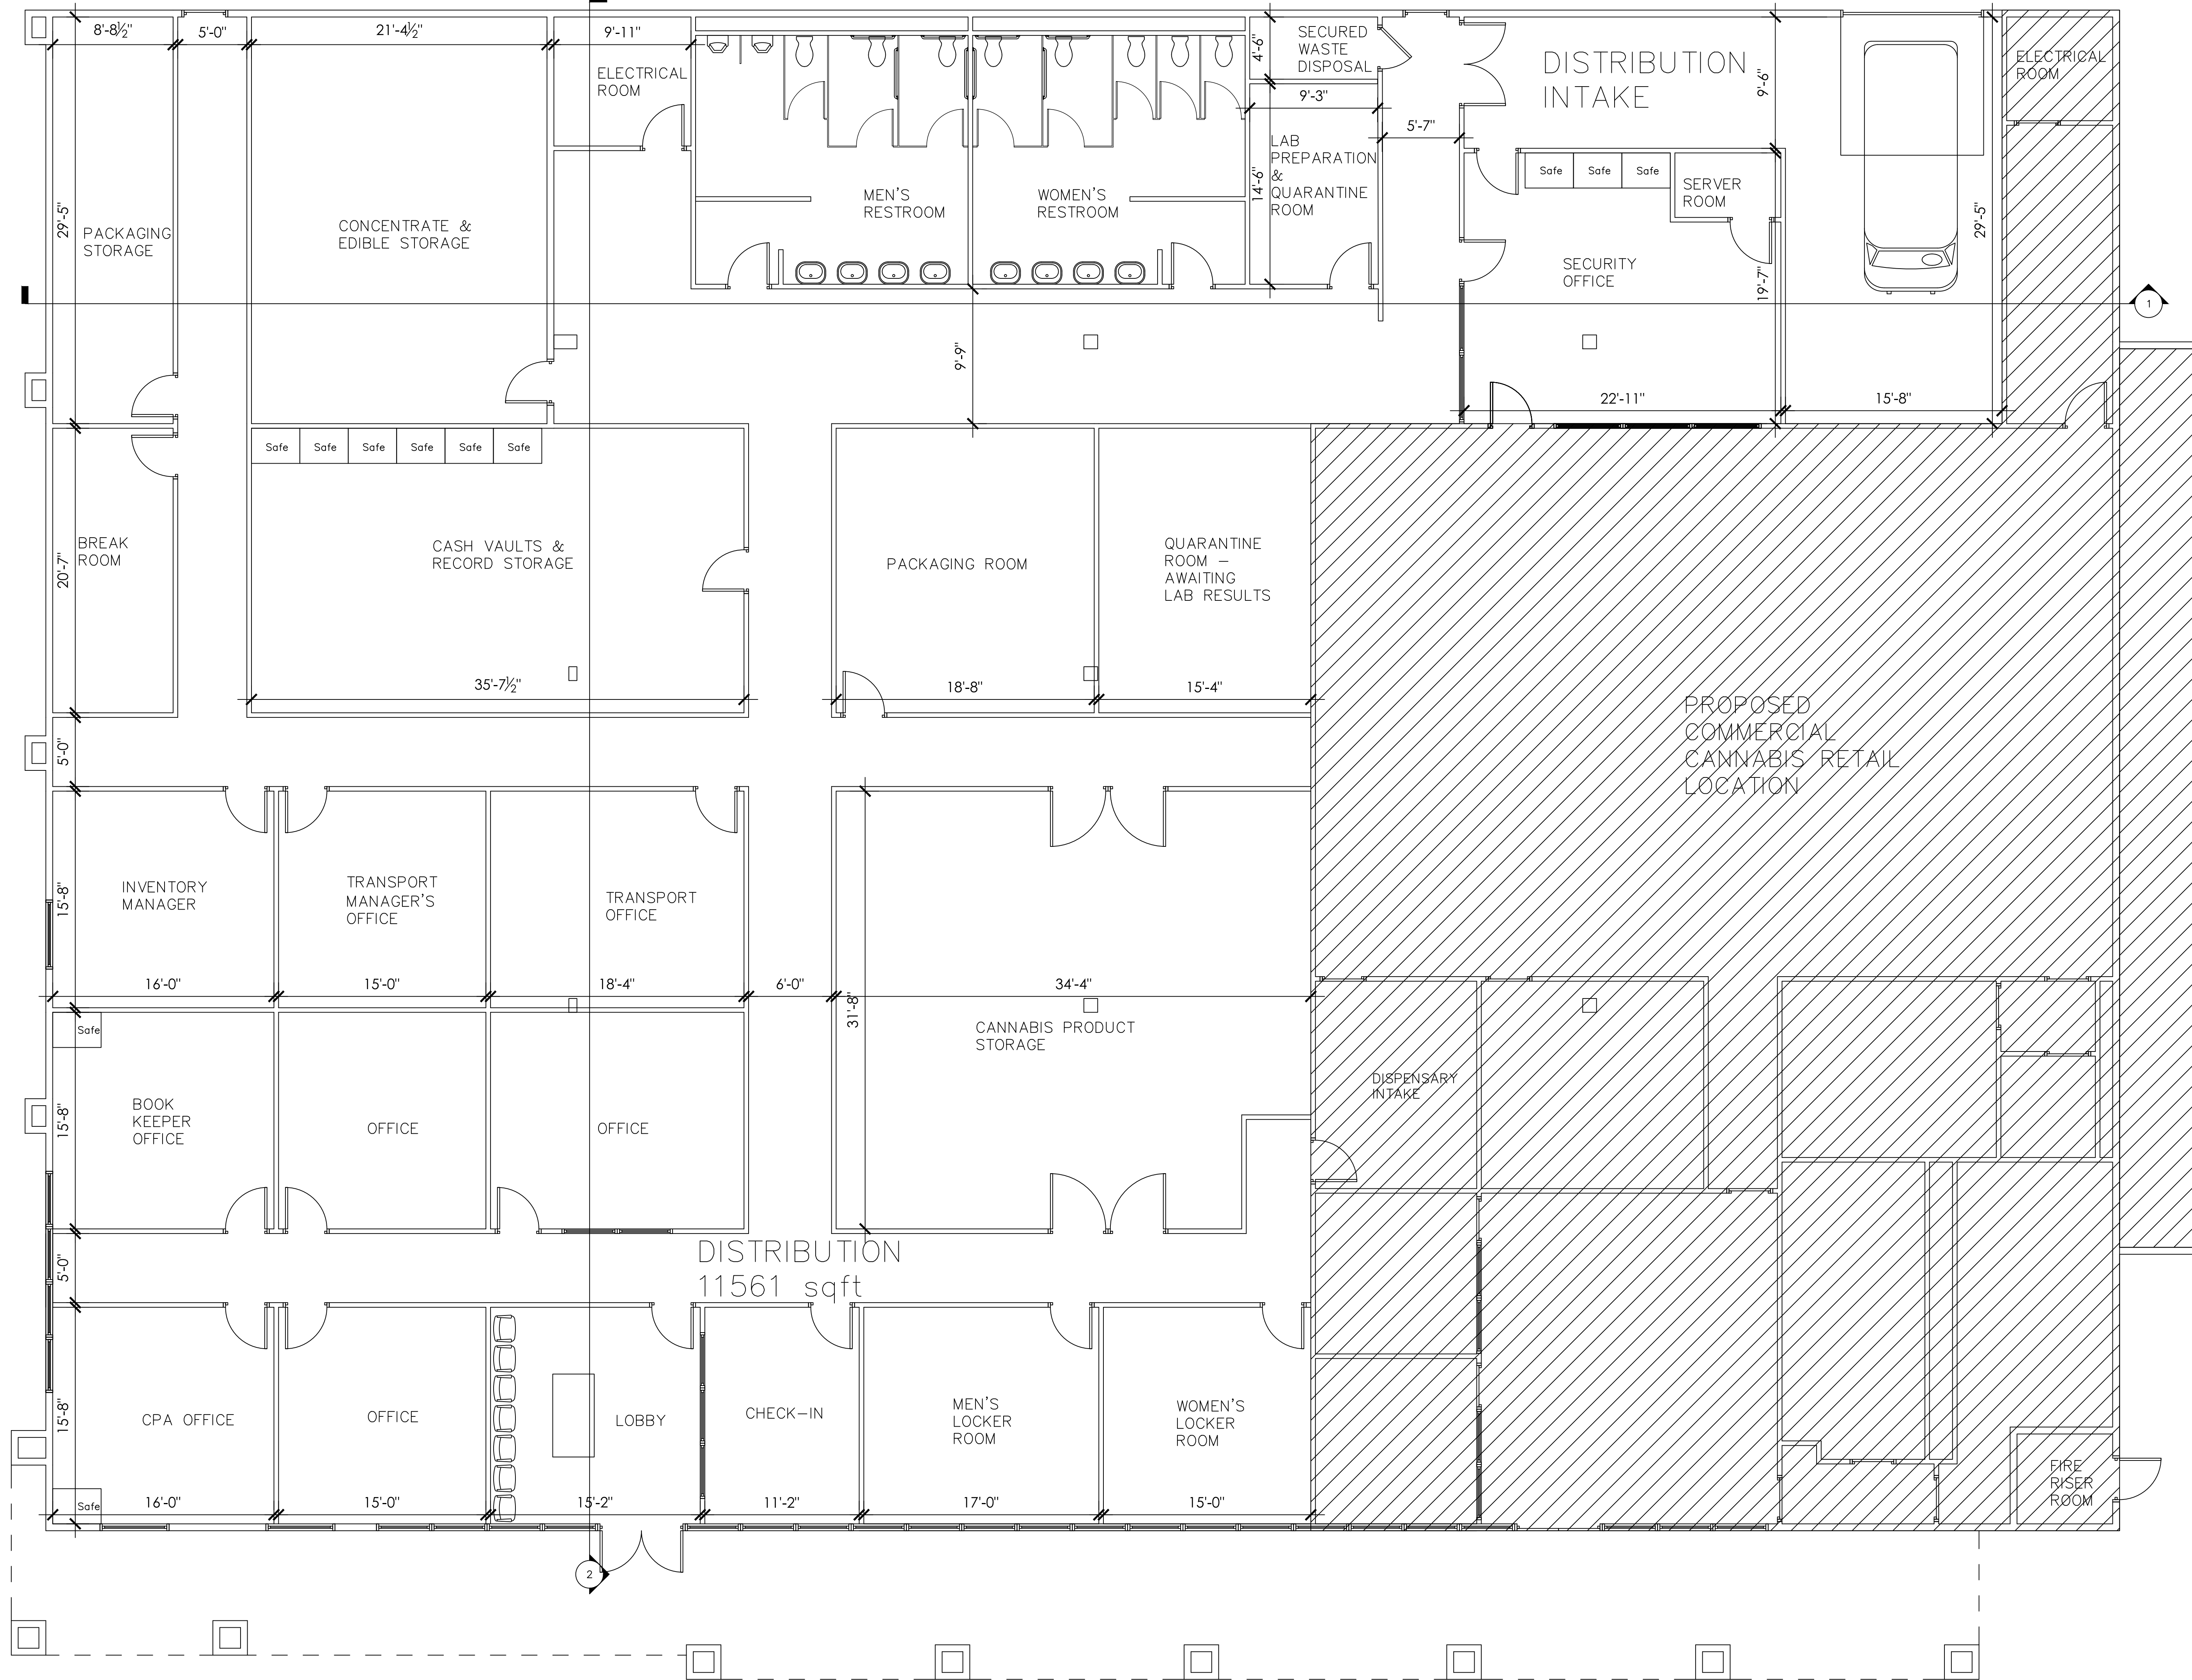 8'-8½"
5'-0"
21'-4½"
9'-11"
ELECTRICAL
ROOM
SECURED
WASTE
DISPOSAL
4'-6"
9'-3"
5'-7"
DISTRIBUTION
INTAKE
9'-6"
ELECTRICAL
ROOM
LAB
PREPARATION
&
QUARANTINE
ROOM
14'-6"
Safe
Safe
Safe
SERVER
ROOM
29'-5"
PACKAGING
STORAGE
CONCENTRATE &
EDIBLE STORAGE
MEN'S
RESTROOM
WOMEN'S
RESTROOM
SECURITY
OFFICE
19'-7"
29'-5"
1
9'-9"
22'-11"
15'-8"
Safe
Safe
Safe
Safe
Safe
Safe
20'-7"
BREAK
ROOM
CASH VAULTS &
RECORD STORAGE
PACKAGING ROOM
QUARANTINE
ROOM –
AWAITING
LAB RESULTS
35'-7½"
18'-8"
15'-4"
PROPOSED
COMMERCIAL
CANNABIS RETAIL
LOCATION
5'-0"
15'-8"
INVENTORY
MANAGER
TRANSPORT
MANAGER'S
OFFICE
TRANSPORT
OFFICE
16'-0"
15'-0"
18'-4"
6'-0"
31'-8"
34'-4"
Safe
CANNABIS PRODUCT
STORAGE
DISPENSARY
INTAKE
15'-8"
BOOK
KEEPER
OFFICE
OFFICE
OFFICE
5'-0"
DISTRIBUTION
11561 sqft
15'-8"
CPA OFFICE
OFFICE
LOBBY
CHECK-IN
MEN'S
LOCKER
ROOM
WOMEN'S
LOCKER
ROOM
FIRE
RISER
ROOM
Safe
16'-0"
15'-0"
15'-2"
11'-2"
17'-0"
15'-0"
2